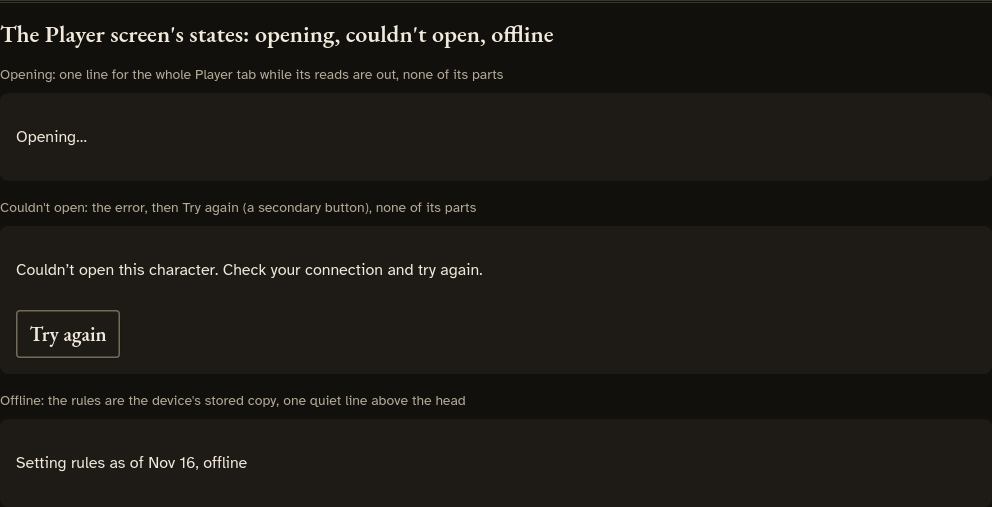 The Player screen's states: opening, couldn't open, offline
Opening: one line for the whole Player tab while its reads are out, none of its parts
Opening…
Couldn't open: the error, then Try again (a secondary button), none of its parts
Couldn’t open this character. Check your connection and try again.
Try again
Offline: the rules are the device's stored copy, one quiet line above the head
Setting rules as of Nov 16, offline